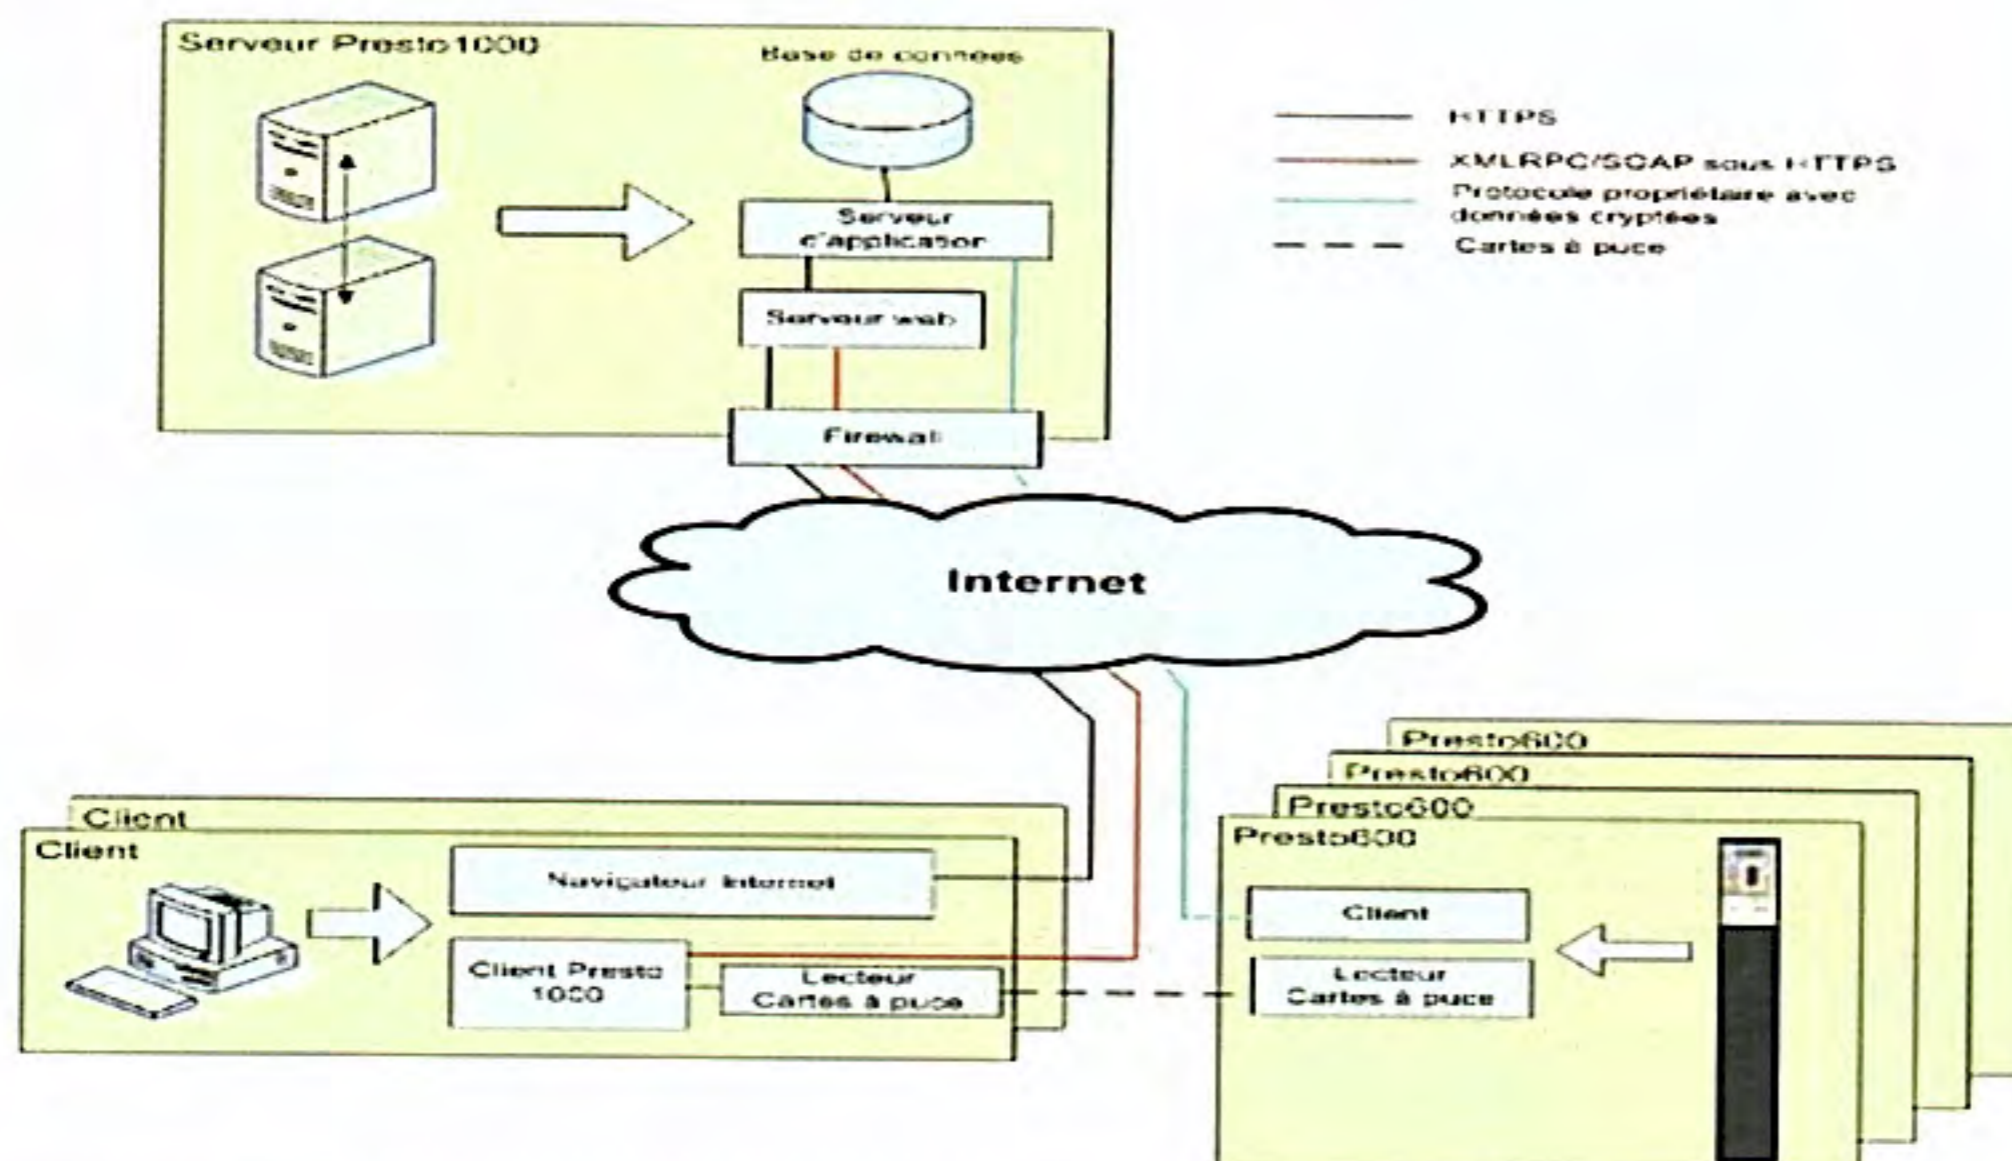 Serveur Presto1000
Base de données
Serveur
d'application
Serveur web
Firewall
HTTPS
XMLRPC/SOAP sous HTTPS
Protocole propriétaire avec
données cryptées
Cartes à puce
Internet
Client
Client
Navigateur Internet
Client Presto
1000
Lecteur
Cartes à puce
Presto600
Presto600
Presto600
Presto600
Client
Lecteur
Cartes à puce